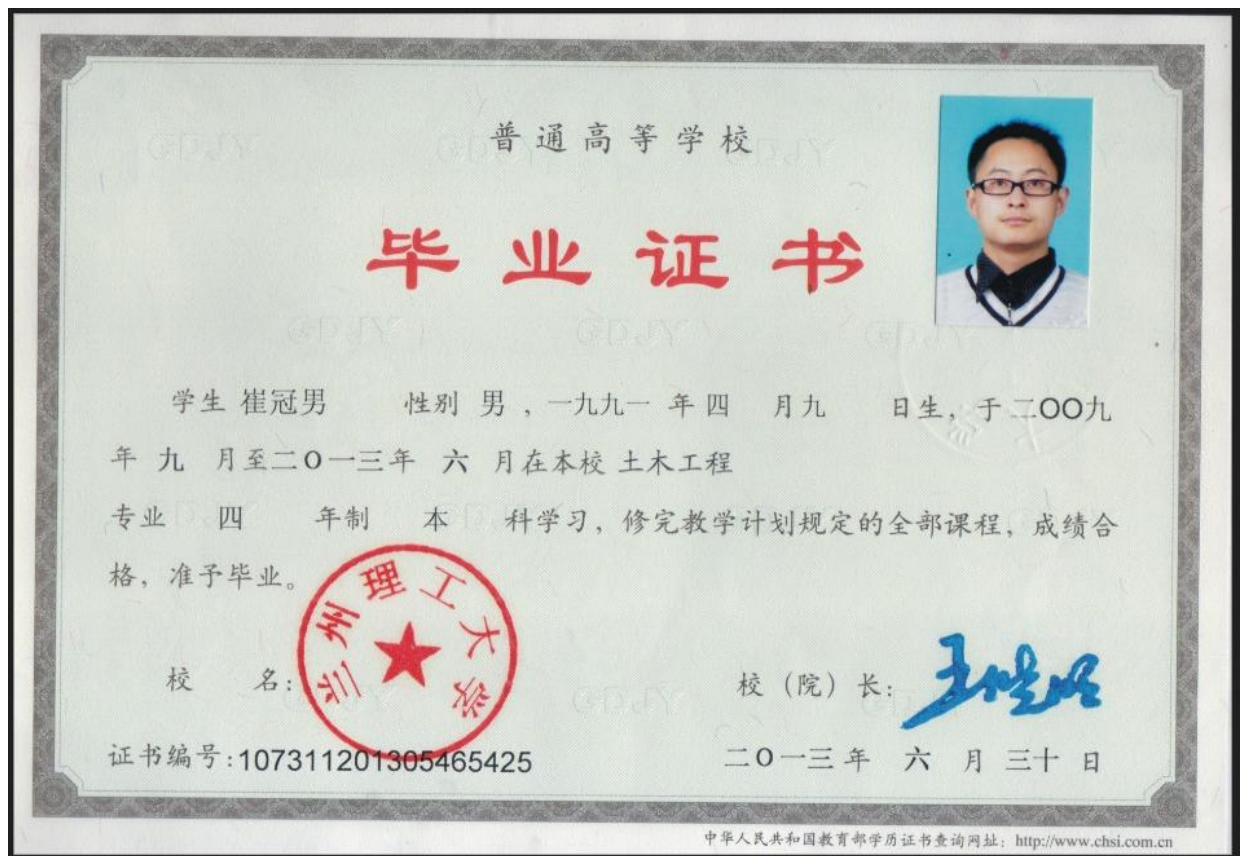 普通高等学校
毕业证书
学生 崔冠男 性别 男 ，一九九一 年 四 月九 日生，于 二OO九
年 九 月至二O一三年 六 月在本校 土木工程
专业 四 年制 本 科学习，修完教学计划规定的全部课程，成绩合
格，准予毕业。
兰州理工大学
校 名：
校（院）长：
证书编号:107311201305465425
二O一三年 六 月 三十 日
中华人民共和国教育部学历证书查询网址：http://www.chsi.com.cn